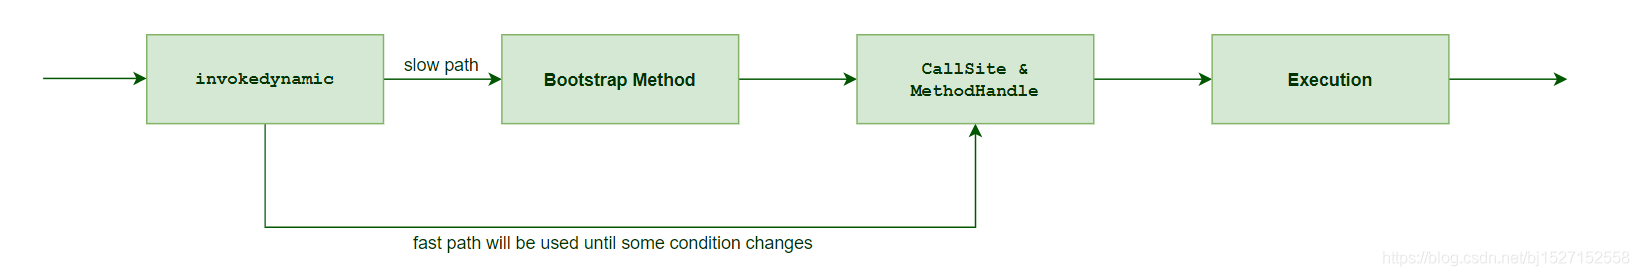 invokedynamic
slow path
Bootstrap Method
CallSite &
MethodHandle
Execution
fast path will be used until some condition changes
https://blog.csdn.net/bj1527152558